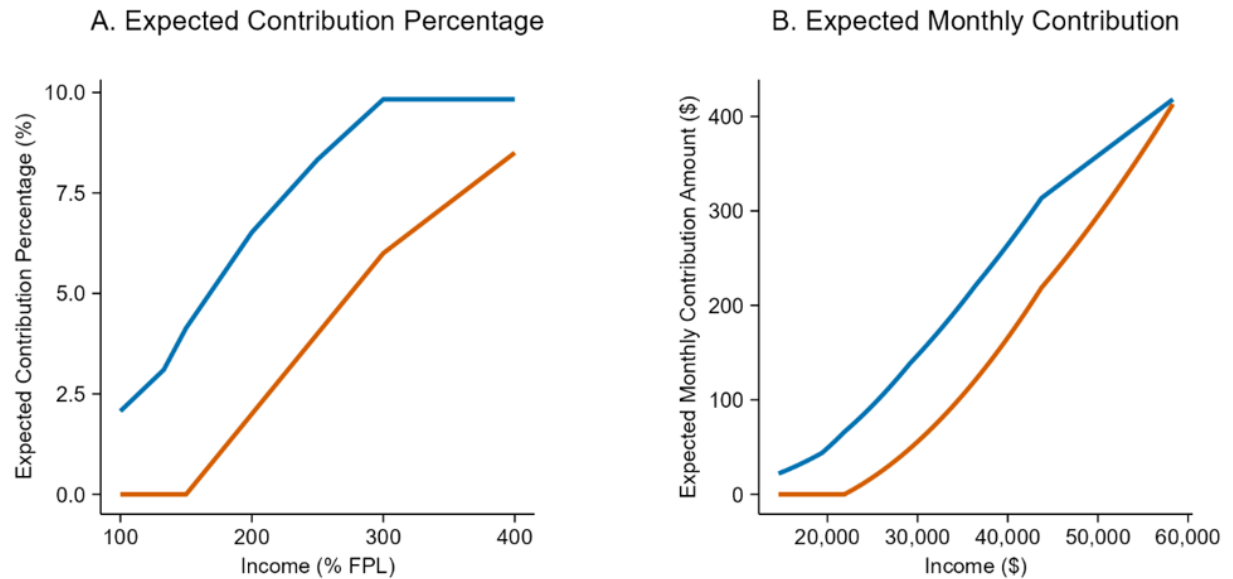 A. Expected Contribution Percentage
Expected Contribution Percentage (%)
10.0
7.5
5.0
2.5
0.0
100 200 300 400
Income (% FPL)
B. Expected Monthly Contribution
Expected Monthly Contribution Amount ($)
400
300
200
100
0
20,000 30,000 40,000 50,000 60,000
Income ($)